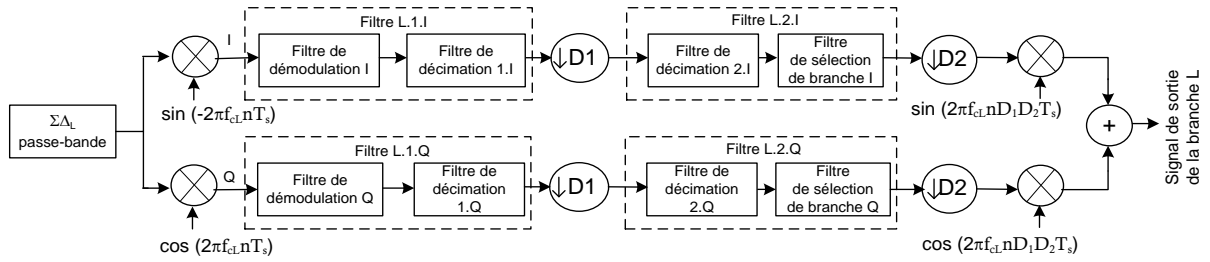 Filtre L.1.I
Filtre L.2.I
I
Filtre de
démodulation I
Filtre de
décimation 1.I
↓D1
Filtre de
décimation 2.I
Filtre
de sélection
de branche I
↓D2
ΣΔL
passe-bande
sin (-2πfcLnTs)
sin (2πfcLnD1D2Ts)
+
Signal de sortie
de la branche L
Filtre L.1.Q
Filtre L.2.Q
Q
Filtre de
démodulation Q
Filtre de
décimation
1.Q
↓D1
Filtre de
décimation
2.Q
Filtre
de sélection
de branche Q
↓D2
cos (2πfcLnTs)
cos (2πfcLnD1D2Ts)